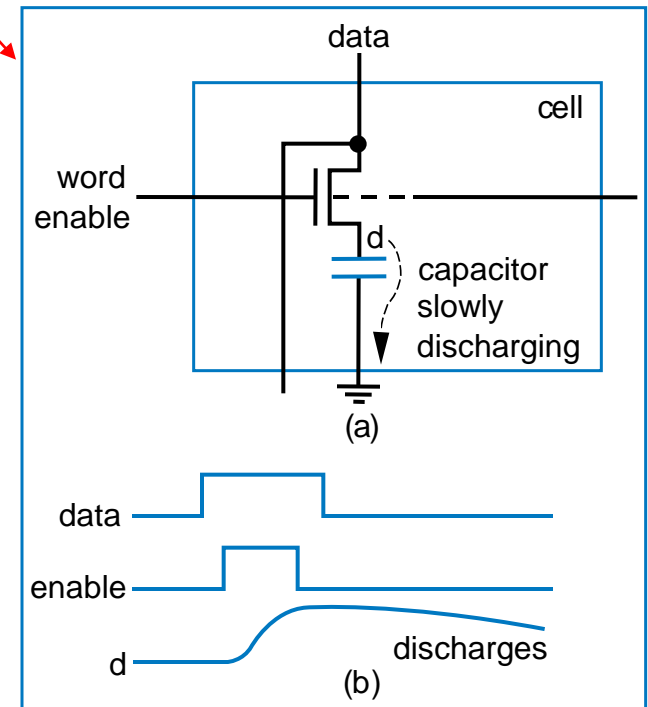 data
cell
word
enable
d
capacitor
slowly
discharging
(a)
data
enable
d
discharges
(b)